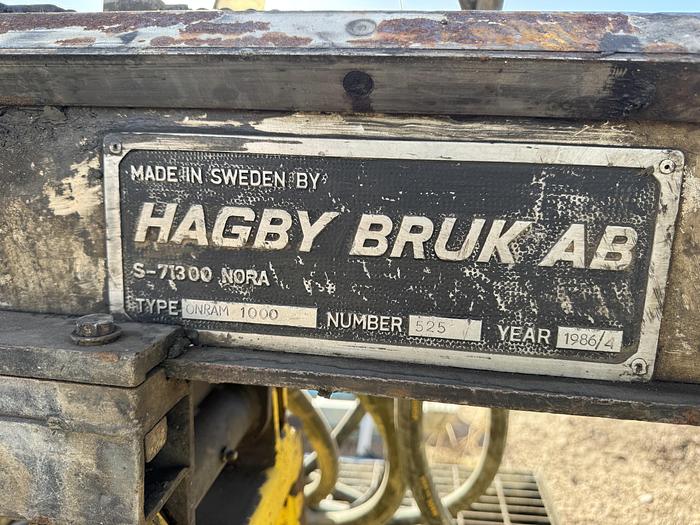 MADE IN SWEDEN BY
HAGBY BRUK AB
S-71300 NORA
TYPE ONRAM 1000 NUMBER 525 YEAR 1986/4